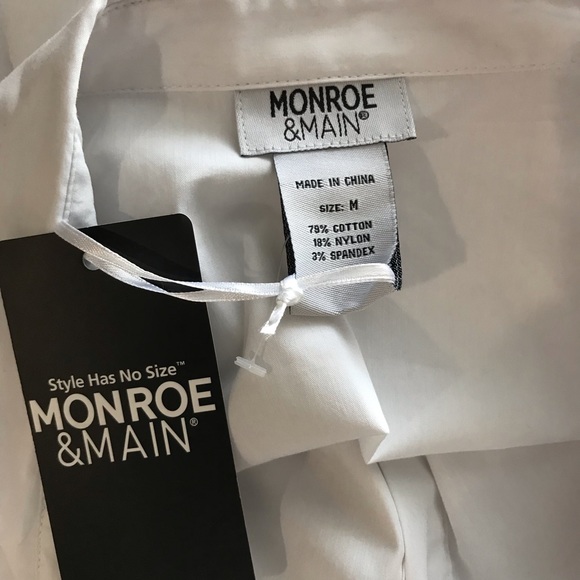 MONROE
&MAIN®
MADE IN CHINA
SIZE: M
79% COTTON
18% NYLON
3% SPANDEX
Style Has No Size™
MONROE
&MAIN®